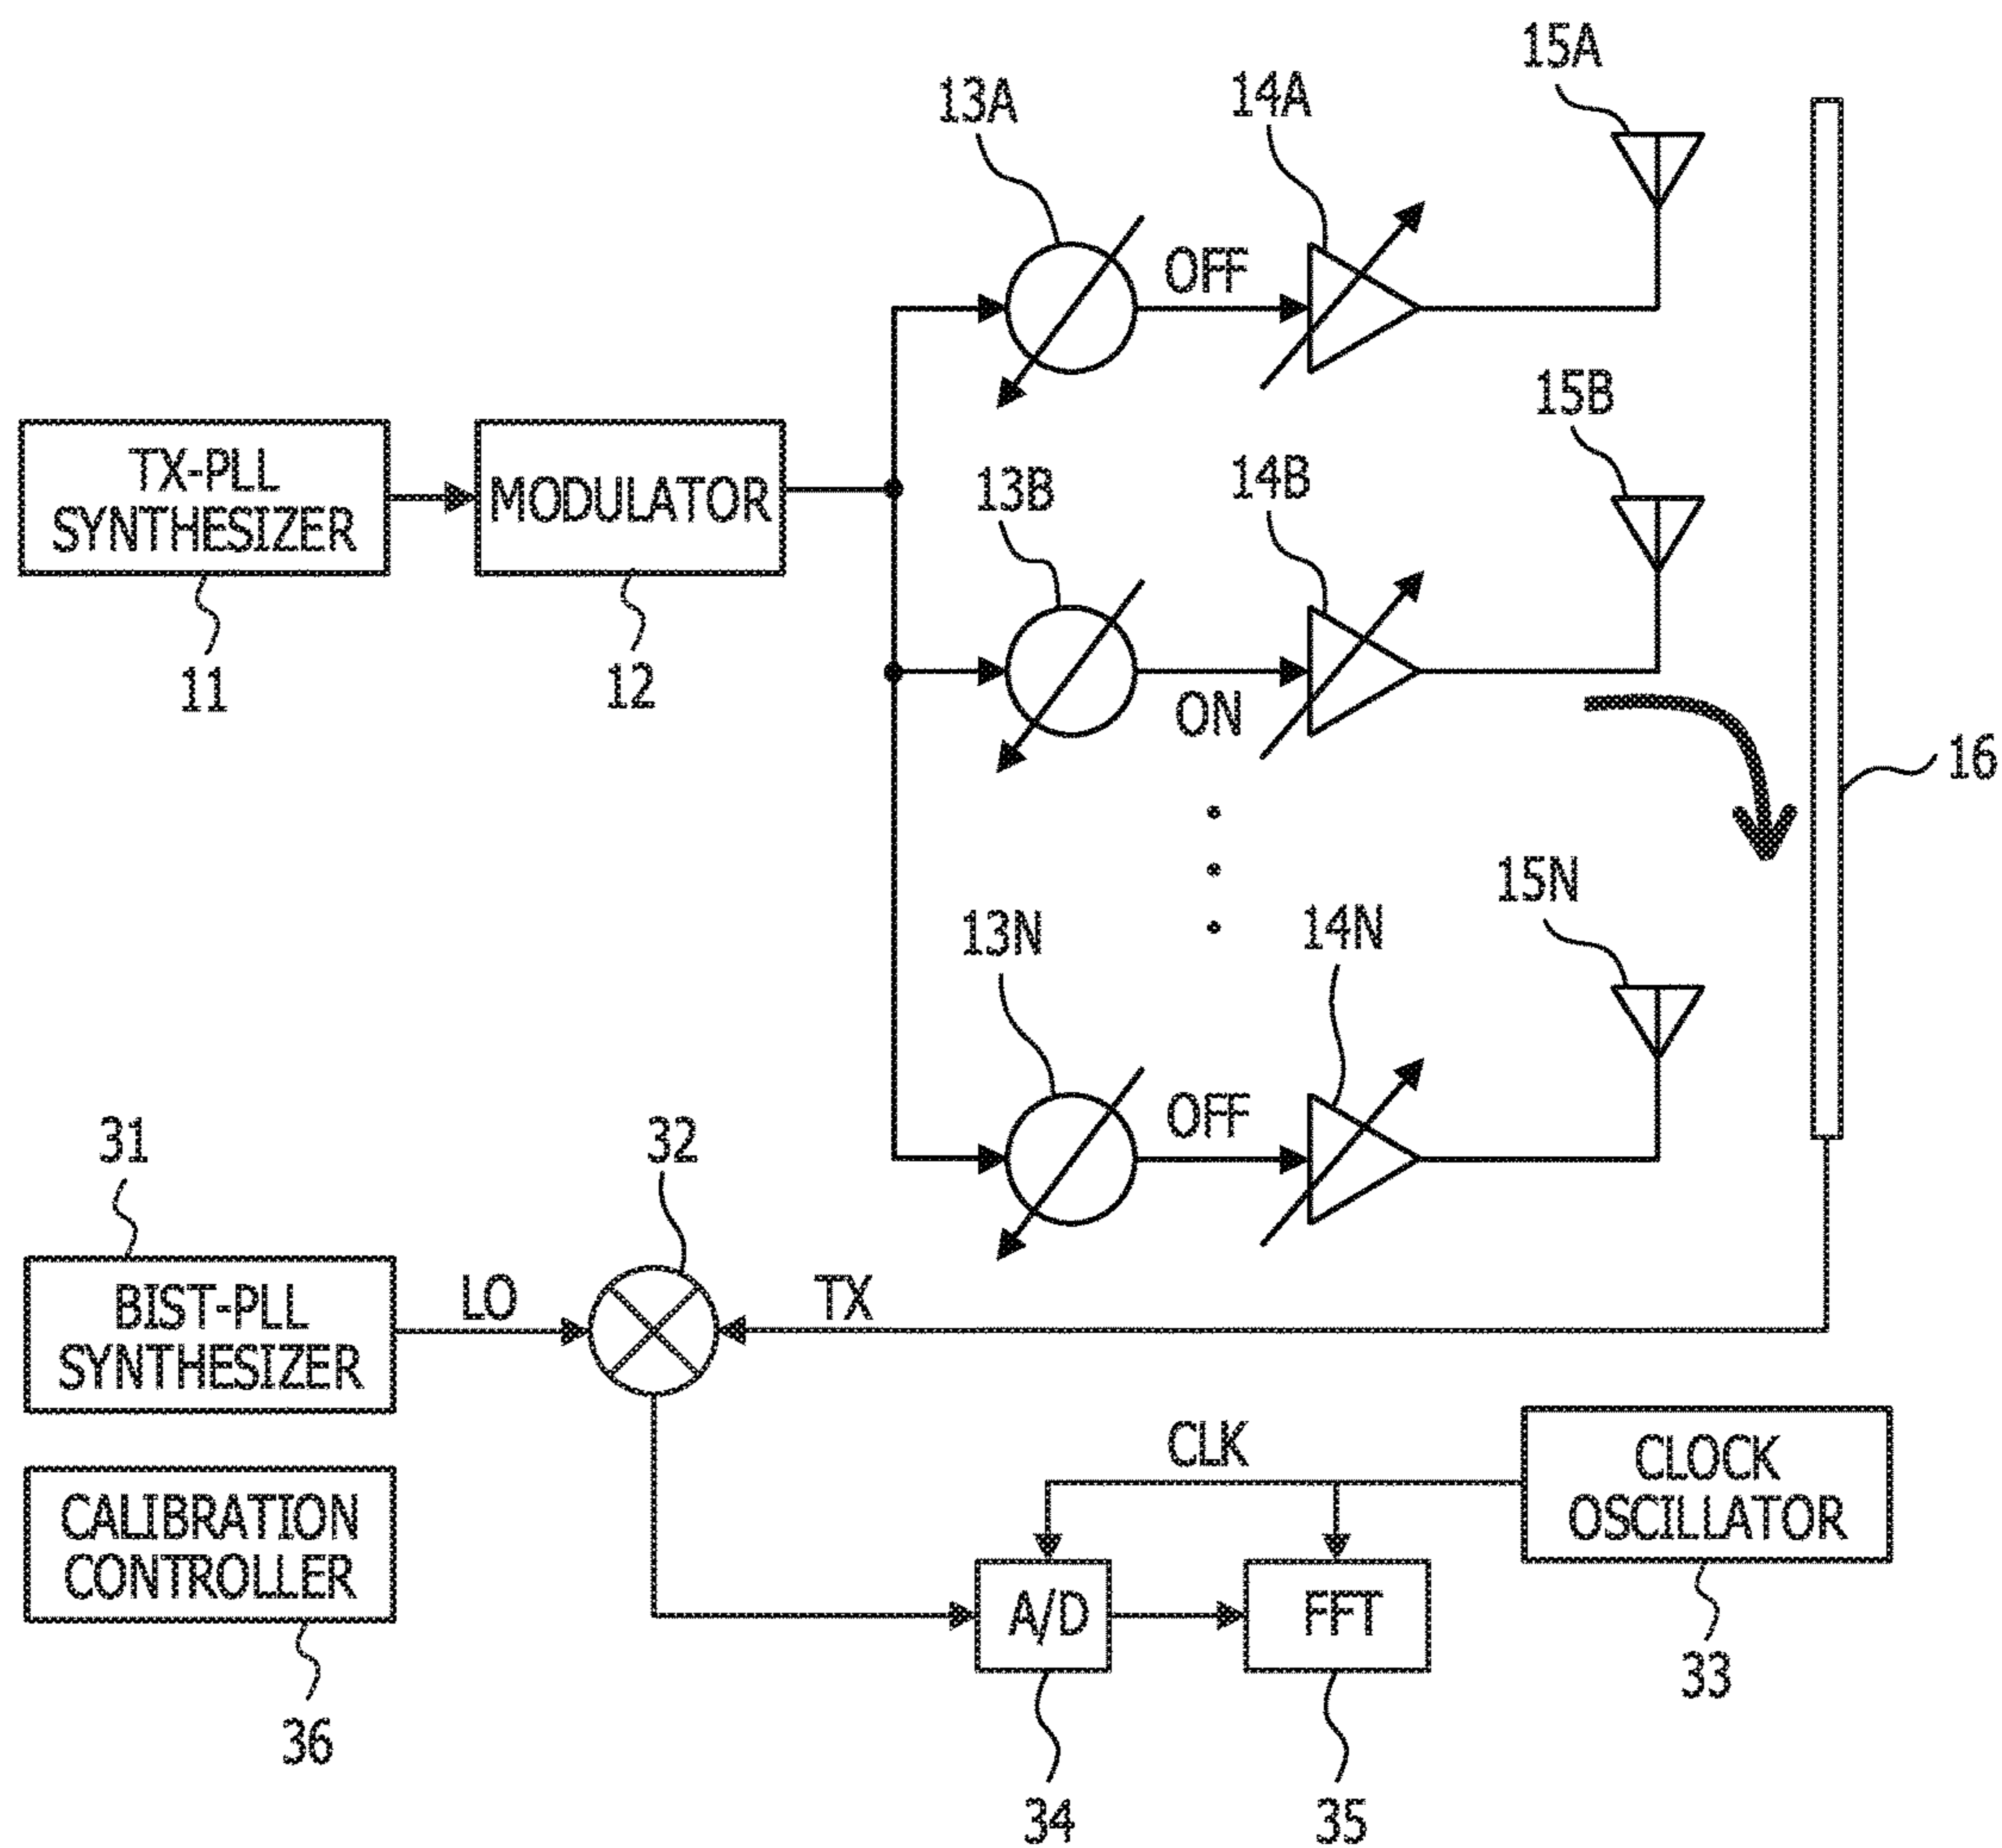 15A
13A
14A
OFF
15B
TX-PLL
SYNTHESIZER
MODULATOR
13B
14B
11
12
ON
16
15N
13N
14N
OFF
31
32
BIST-PLL
SYNTHESIZER
LO
TX
CLK
CLOCK
OSCILLATOR
CALIBRATION
CONTROLLER
A/D
FFT
33
36
34
35